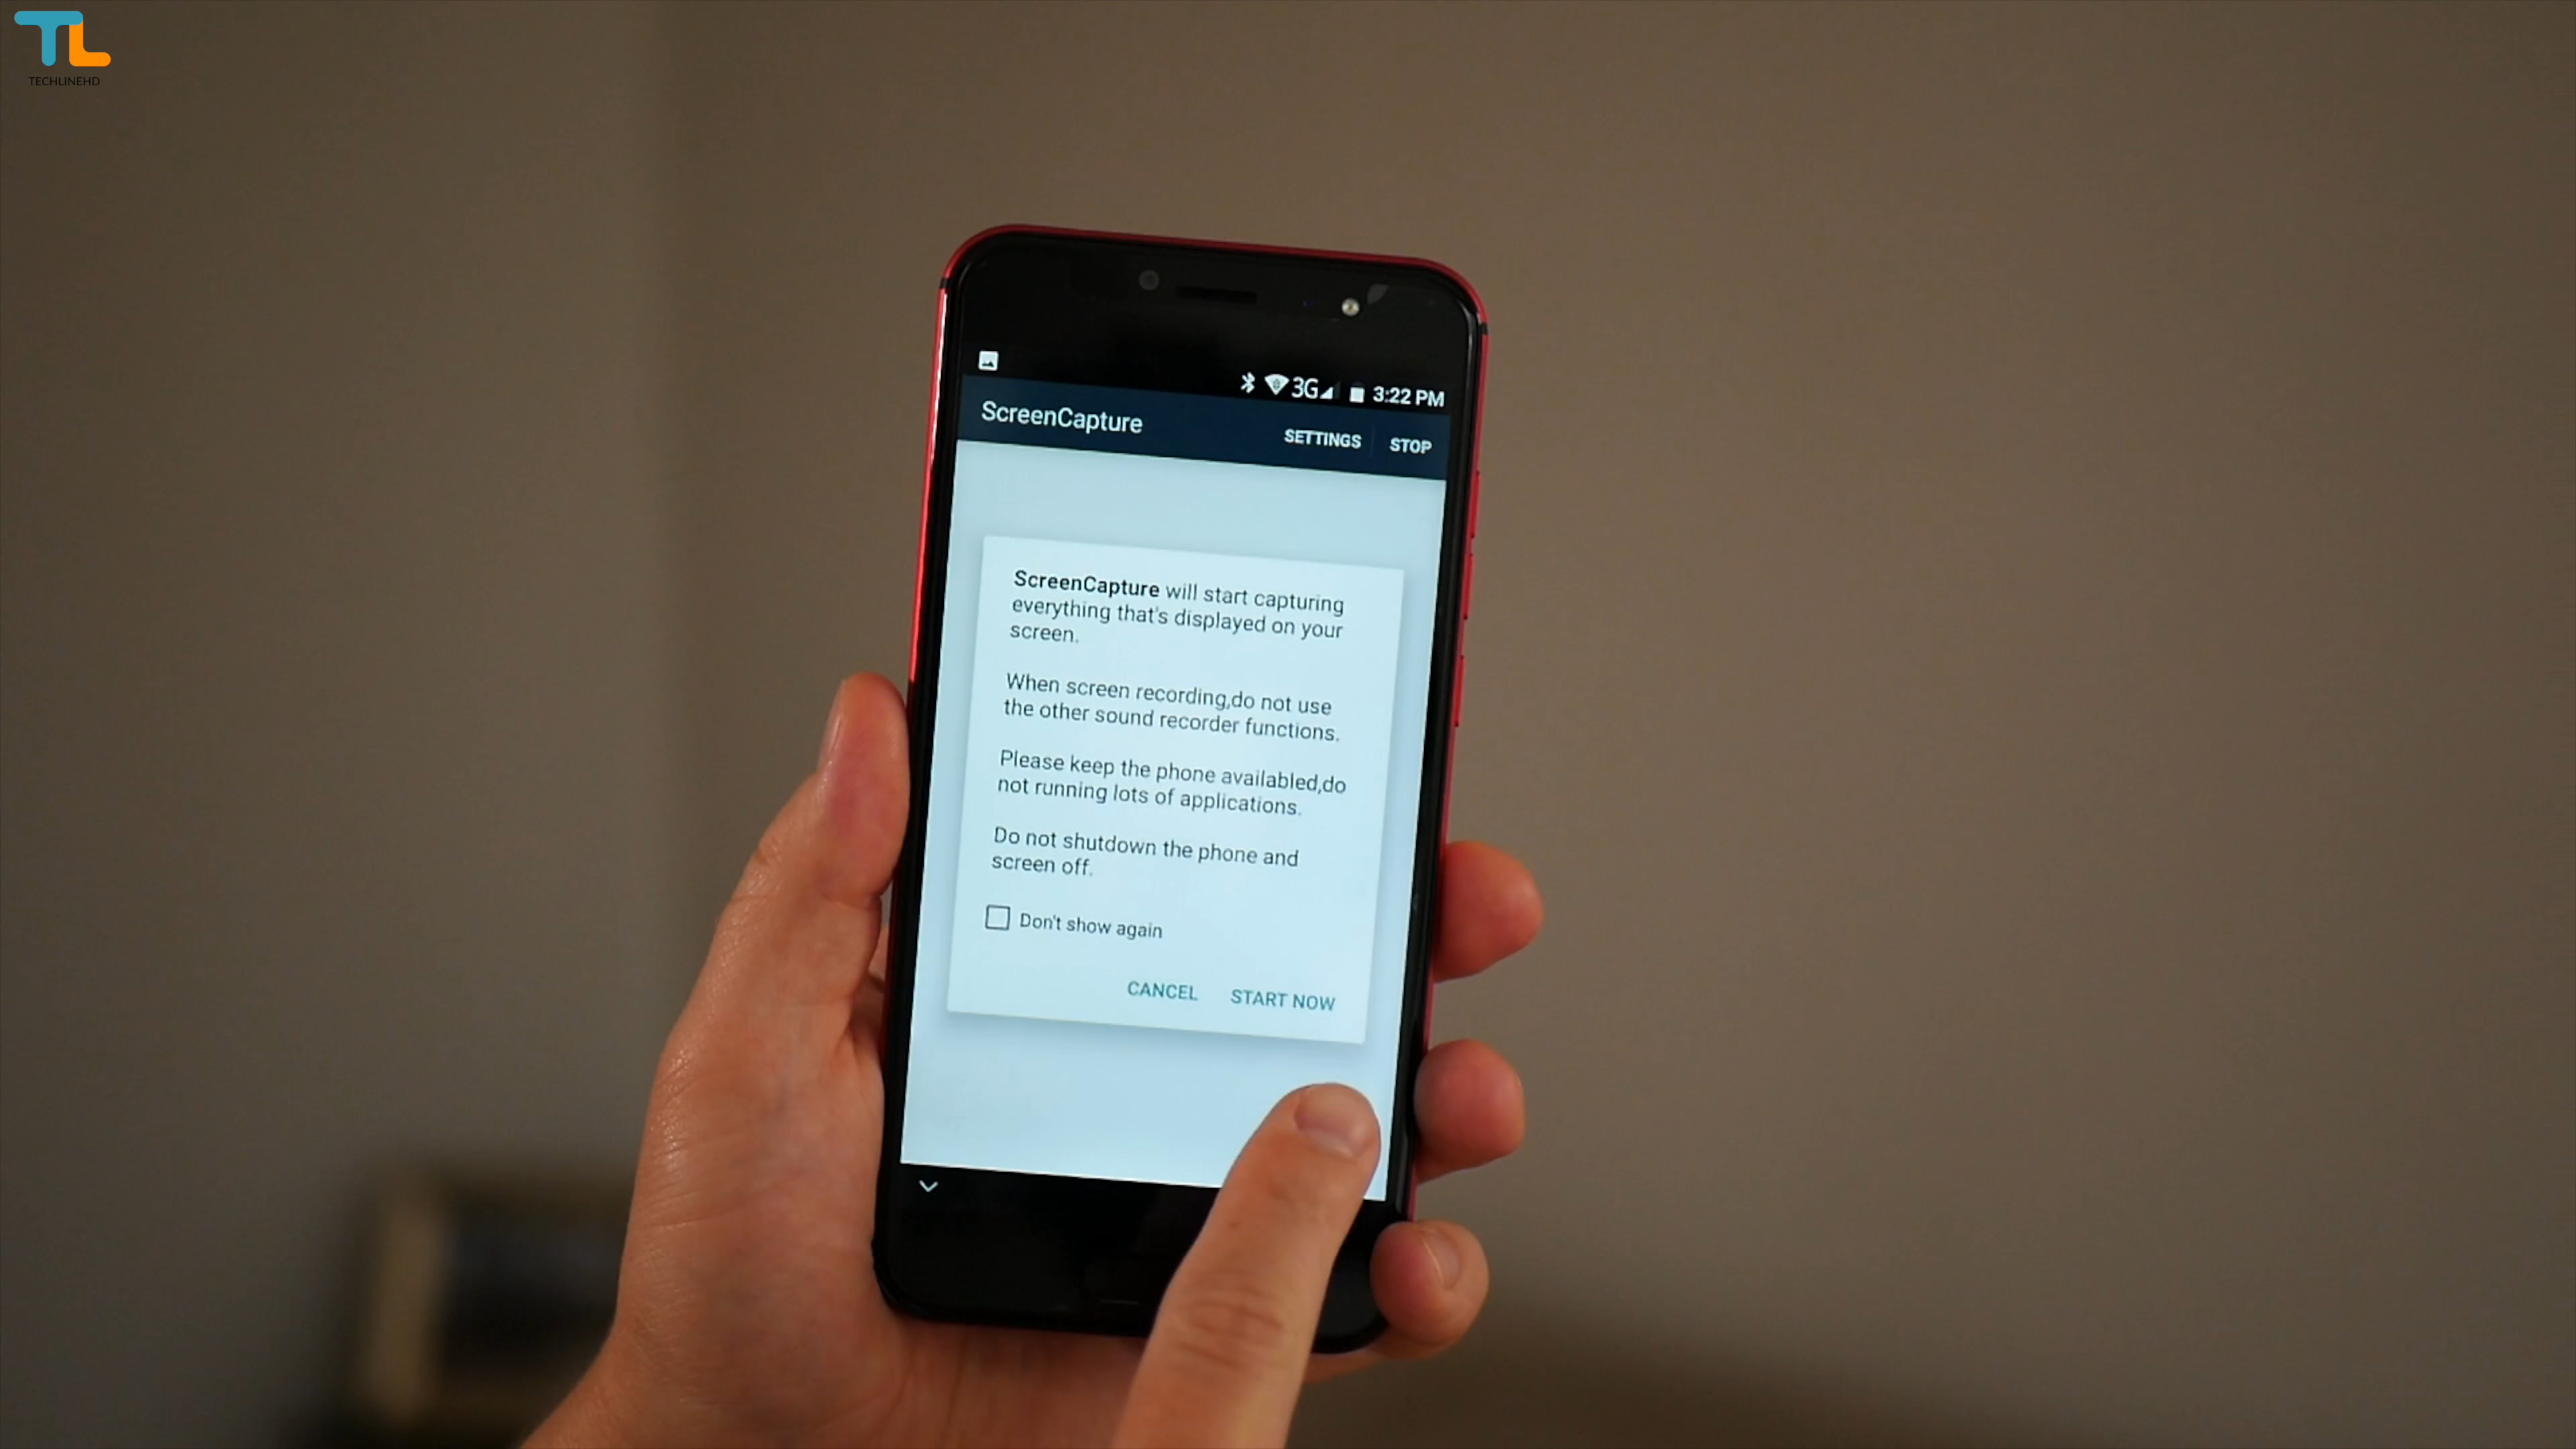 TL
TECHLINEHD
3G 3:22 PM
ScreenCapture SETTINGS STOP
ScreenCapture will start capturing
everything that's displayed on your
screen.
When screen recording,do not use
the other sound recorder functions.
Please keep the phone availabled,do
not running lots of applications.
Do not shutdown the phone and
screen off.
Don't show again
CANCEL START NOW